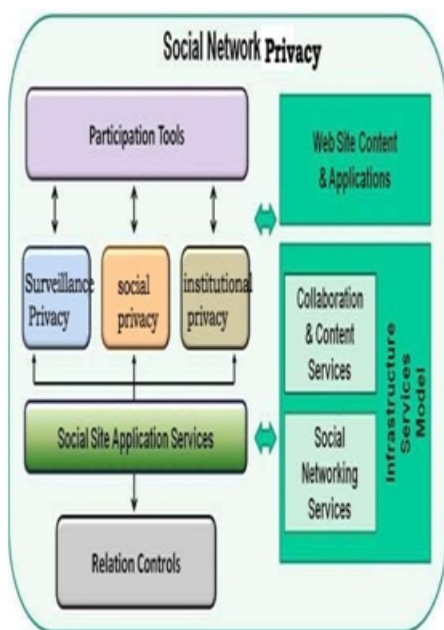 Social Network Privacy
Participation Tools
Web Site Content
& Applications
Surveillance
Privacy
social
privacy
institutional
privacy
Collaboration
& Content
Services
Infrastructure
Services
Model
Social Site Application Services
Social
Networking
Services
Relation Controls